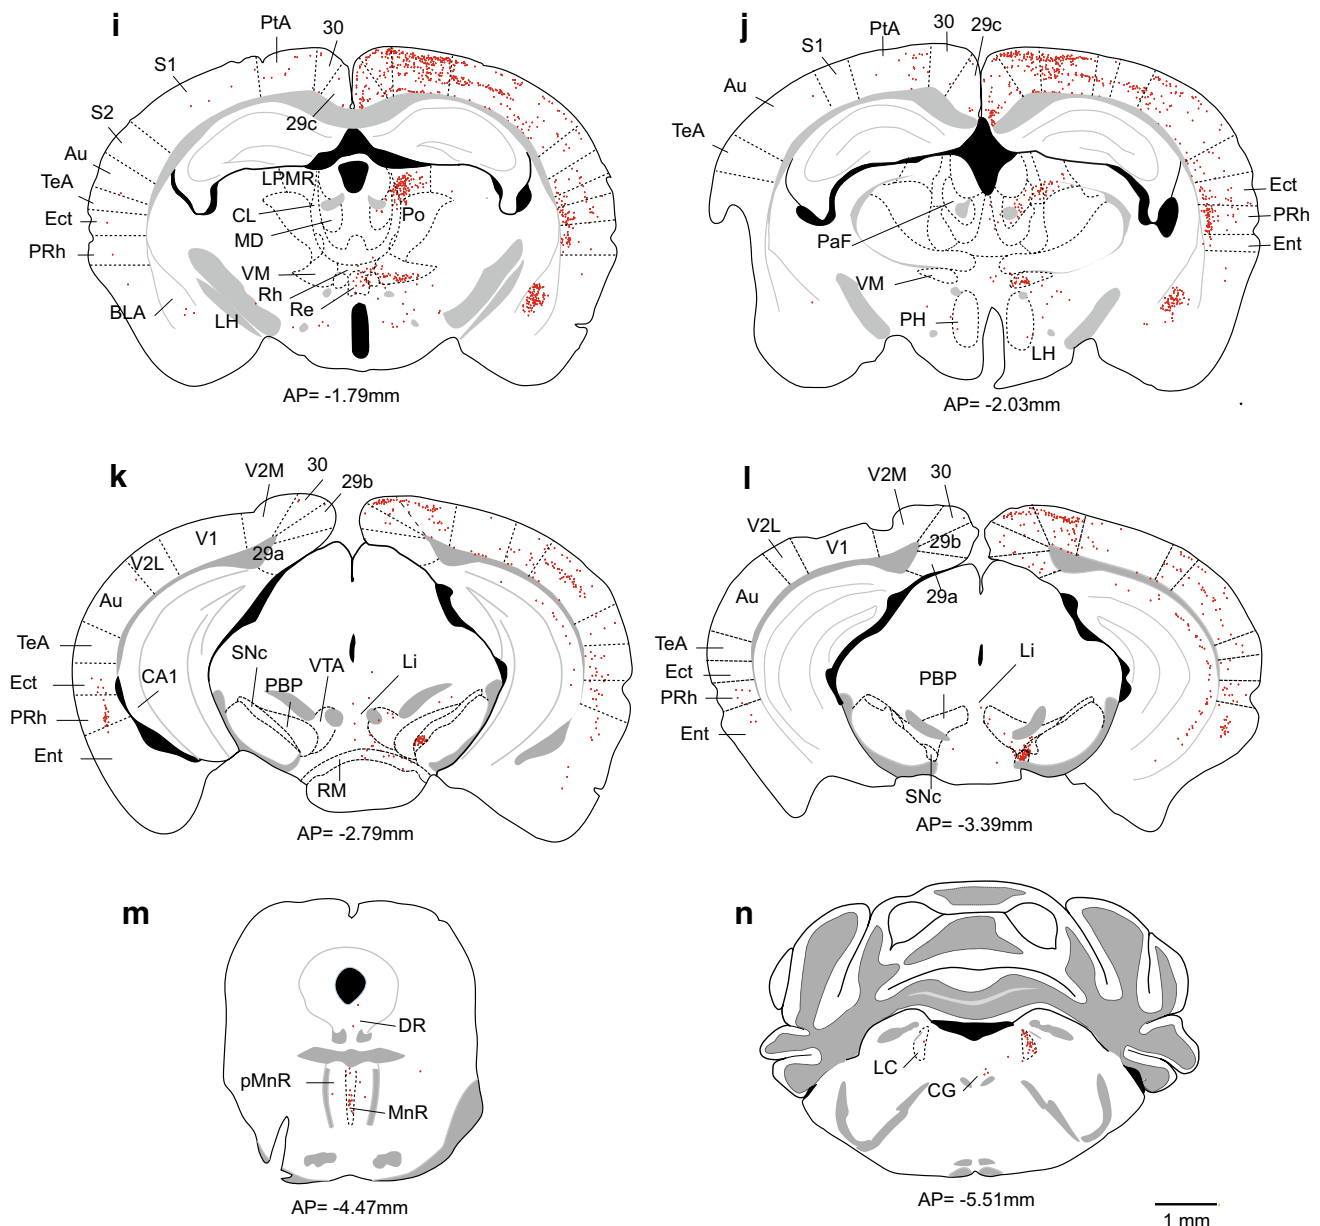 i
PtA
30
S1
S2
29c
Au
TeA
LPMR
CL
Po
Ect
MD
PRh
VM
Rh
Re
BLA
LH
AP= -1.79mm
j
PtA
30
29c
S1
Au
TeA
Ect
PRh
PaF
Ent
VM
PH
LH
AP= -2.03mm
k
V2M
30
29b
V1
29a
V2L
Au
TeA
SNc
VTA
Li
Ect
CA1
PBP
PRh
Ent
RM
AP= -2.79mm
l
V2M
30
V2L
V1
29b
Au
29a
TeA
Li
Ect
PBP
PRh
Ent
SNc
AP= -3.39mm
m
DR
pMnR
MnR
AP= -4.47mm
n
LC
CG
AP= -5.51mm
1 mm